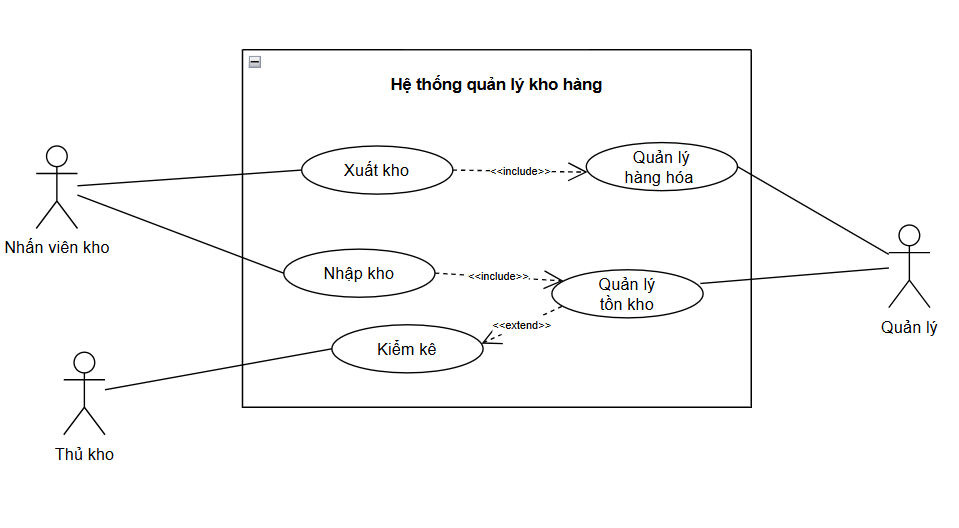 Hệ thống quản lý kho hàng
Xuất kho
<<include>>
Quản lý
hàng hóa
Nhấn viên kho
Nhập kho
<<include>>
Quản lý
tồn kho
<<extend>>
Kiểm kê
Quản lý
Thủ kho